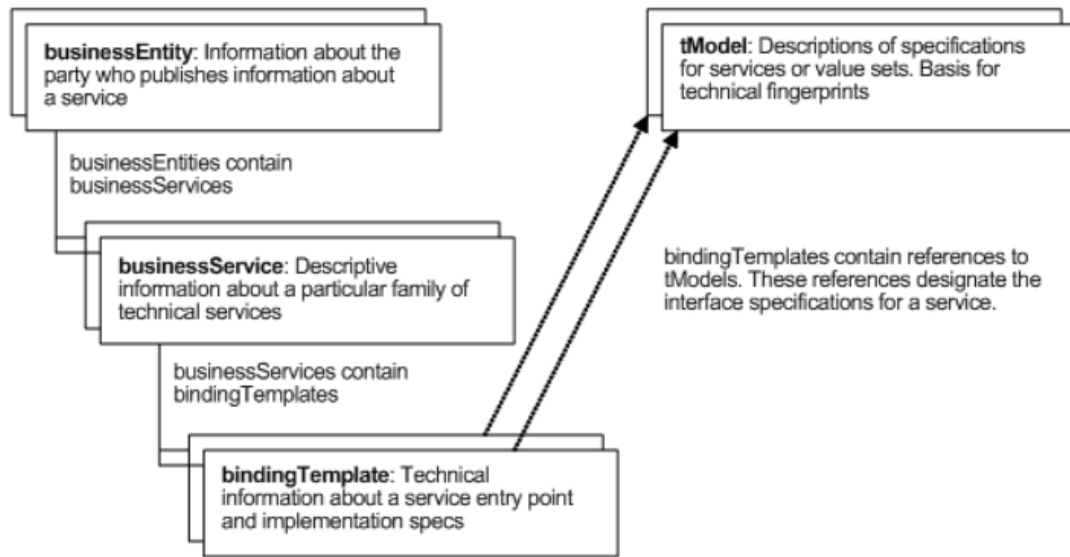 businessEntity: Information about the
party who publishes information about
a service
tModel: Descriptions of specifications
for services or value sets. Basis for
technical fingerprints
businessEntities contain
businessServices
businessService: Descriptive
information about a particular family of
technical services
bindingTemplates contain references to
tModels. These references designate the
interface specifications for a service.
businessServices contain
bindingTemplates
bindingTemplate: Technical
information about a service entry point
and implementation specs